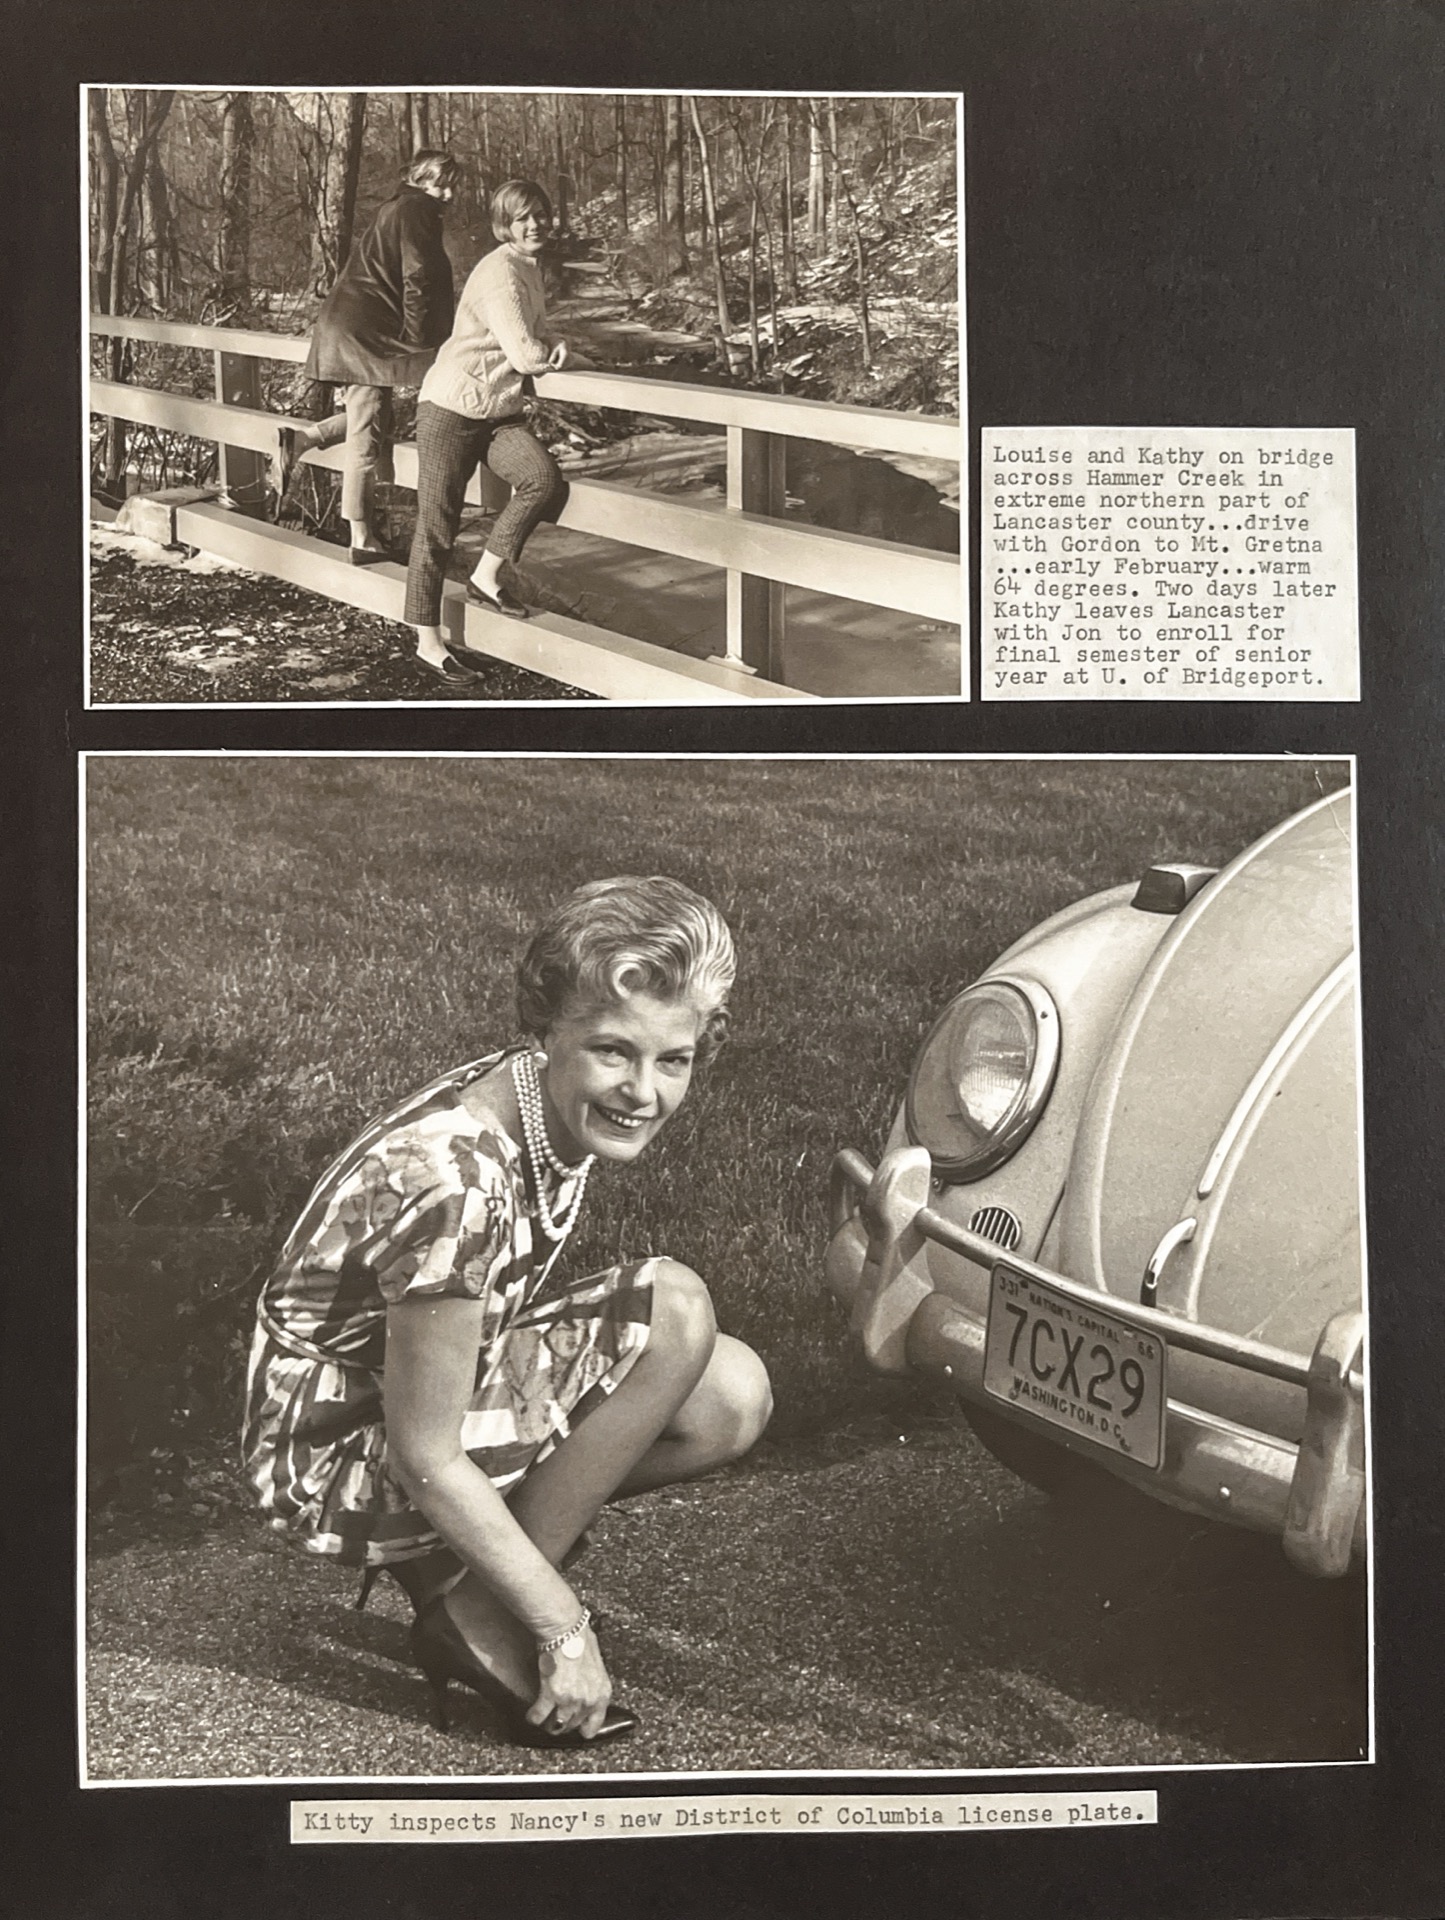 Louise and Kathy on bridge
across Hammer Creek in
extreme northern part of
Lancaster county...drive
with Gordon to Mt. Gretna
...early February...warm
64 degrees. Two days later
Kathy leaves Lancaster
with Jon to enroll for
final semester of senior
year at U. of Bridgeport.
3-31 NATION'S CAPITAL 66
7CX29
WASHINGTON, D.C.
Kitty inspects Nancy's new District of Columbia license plate.